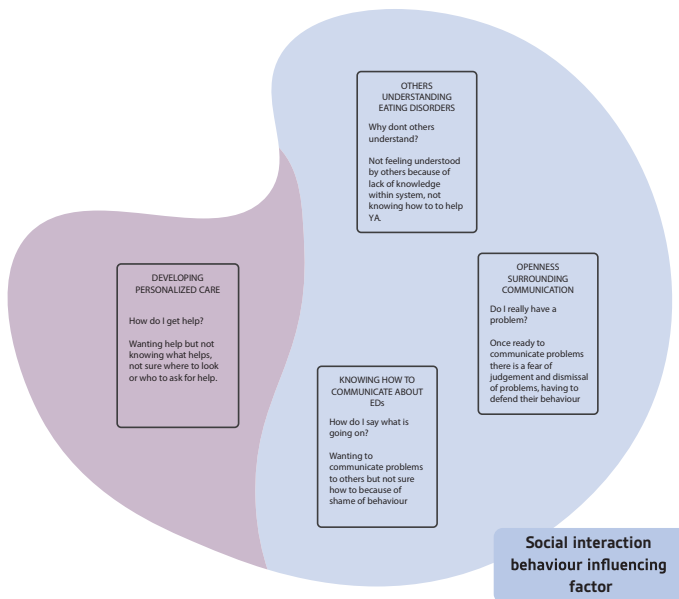 OTHERS
UNDERSTANDING
EATING DISORDERS
Why dont others
understand?
Not feeling understood
by others because of
lack of knowledge
within system, not
knowing how to to help
YA.
OPENNESS
SURROUNDING
COMMUNICATION
Do I really have a
problem?
Once ready to
communicate problems
there is a fear of
judgement and dismissal
of problems, having to
defend their behaviour
DEVELOPING
PERSONALIZED CARE
How do I get help?
Wanting help but not
knowing what helps,
not sure where to look
or who to ask for help.
KNOWING HOW TO
COMMUNICATE ABOUT
EDs
How do I say what is
going on?
Wanting to
communicate problems
to others but not sure
how to because of
shame of behaviour
Social interaction
behaviour influencing
factor